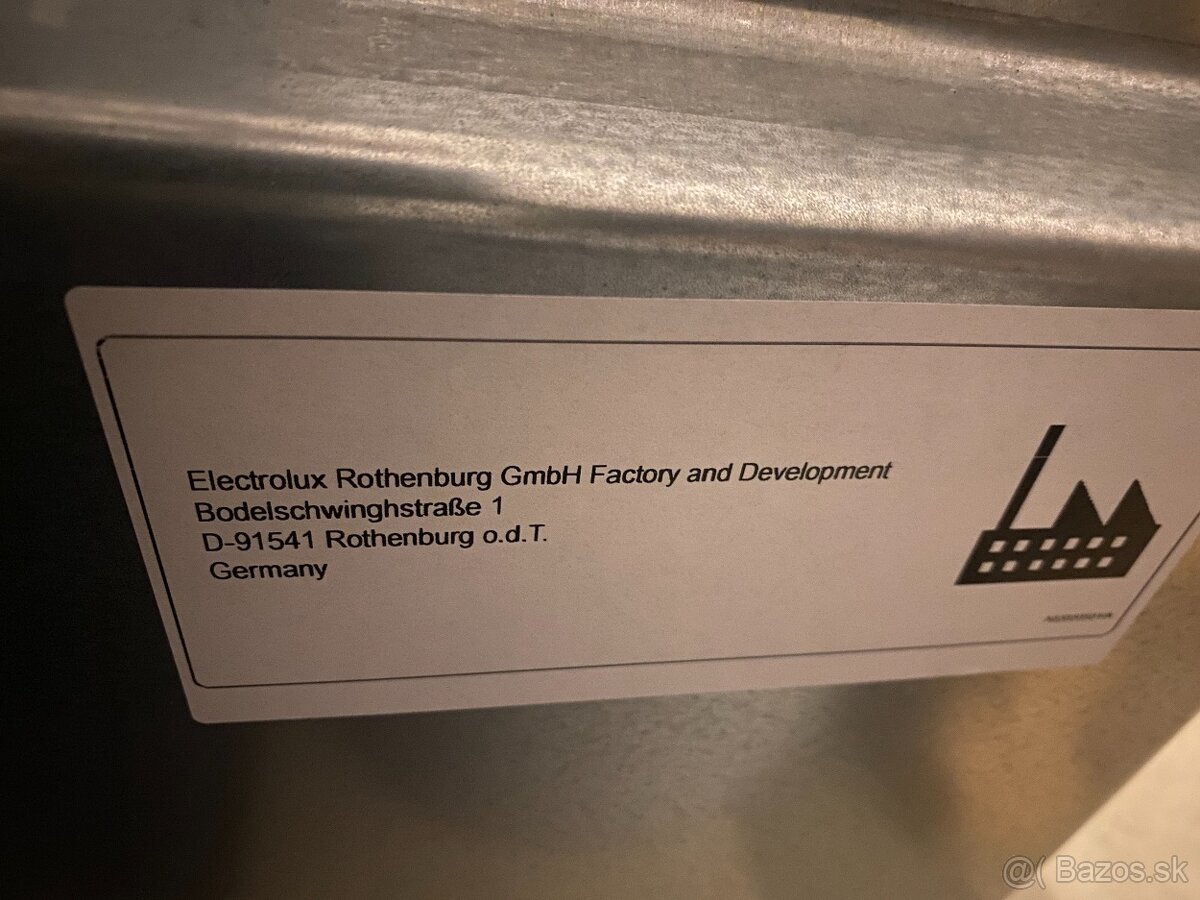 Electrolux Rothenburg GmbH Factory and Development
Bodelschwinghstraße 1
D-91541 Rothenburg o.d.T.
Germany
@( Bazos.sk